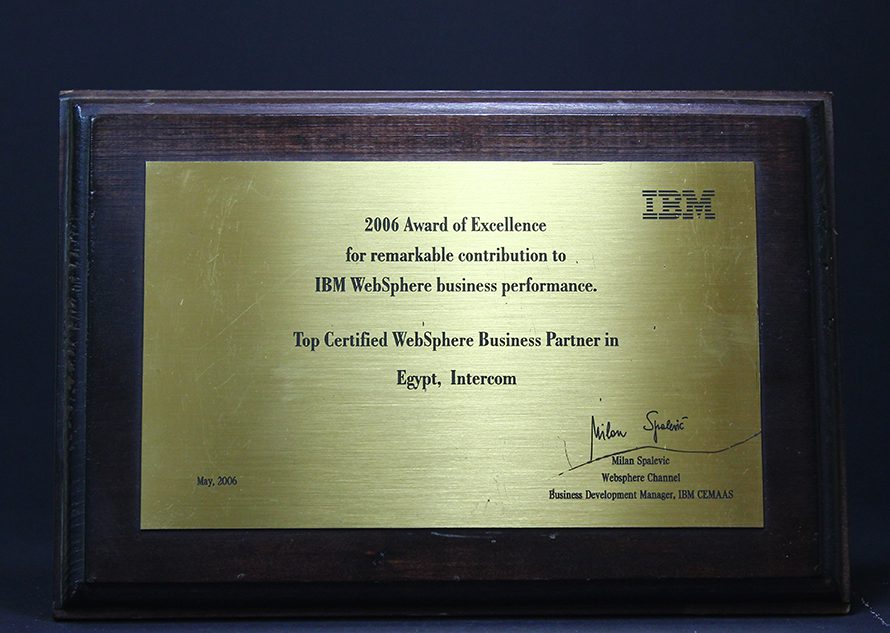 IBM
2006 Award of Excellence
for remarkable contribution to
IBM WebSphere business performance.
Top Certified WebSphere Business Partner in
Egypt, Intercom
Milan Spalević
Milan Spalevic
Websphere Channel
May, 2006
Business Development Manager, IBM CEMAAS